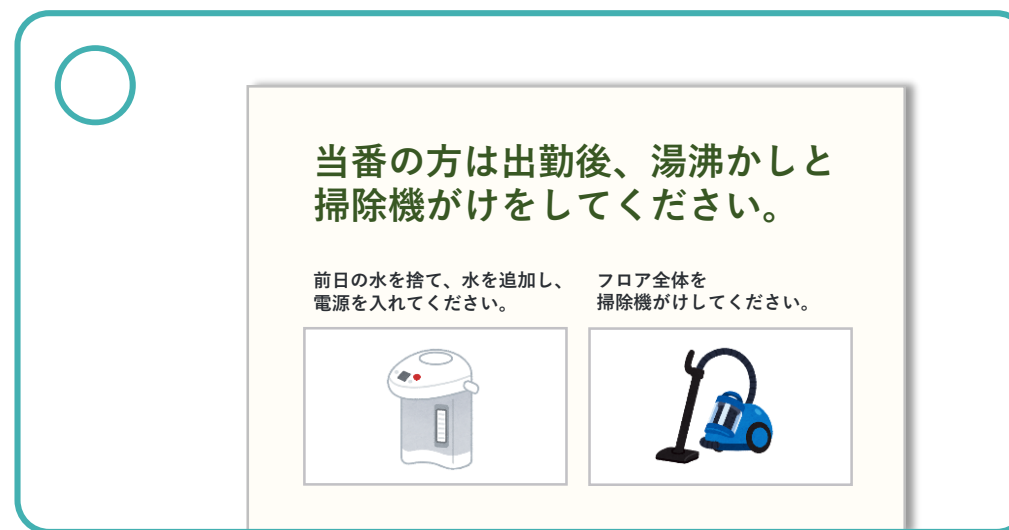 当番の方は出勤後、湯沸かしと
掃除機がけをしてください。
前日の水を捨て、水を追加し、
電源を入れてください。
フロア全体を
掃除機がけしてください。